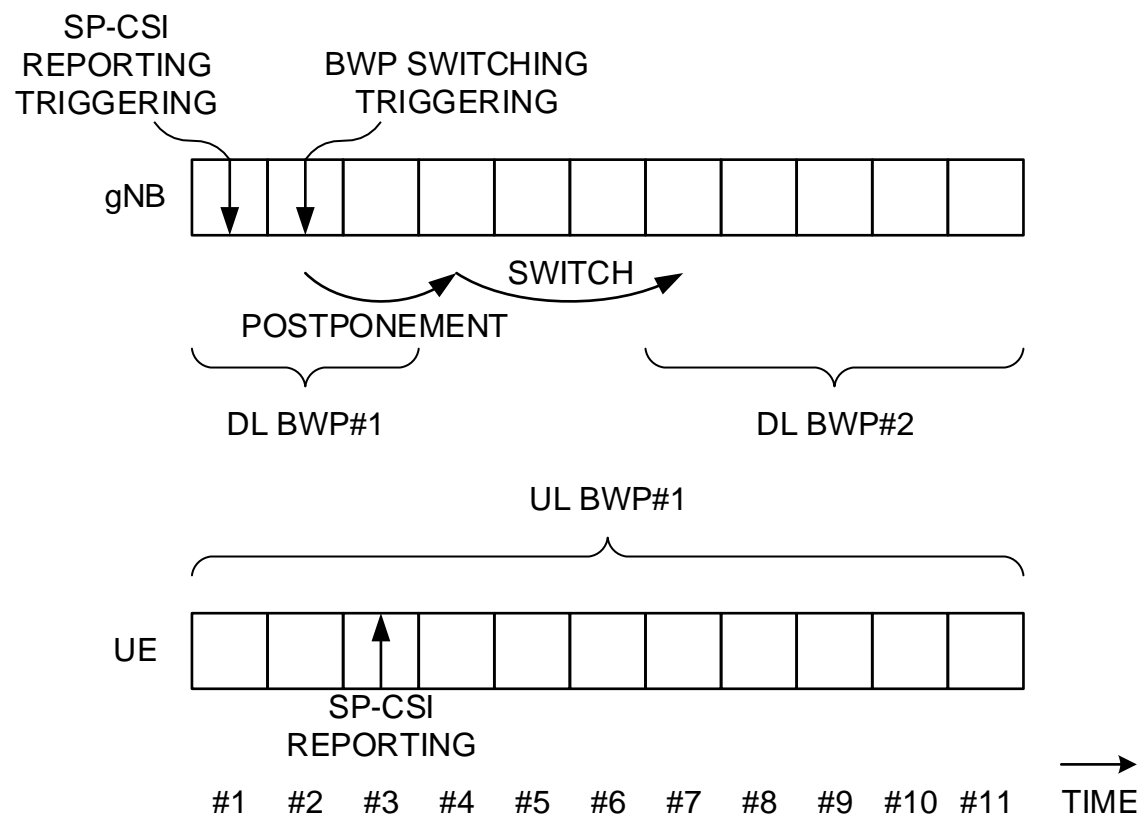 SP-CSI
REPORTING
TRIGGERING
BWP SWITCHING
TRIGGERING
gNB
SWITCH
POSTPONEMENT
DL BWP#1
DL BWP#2
UL BWP#1
UE
SP-CSI
REPORTING
#1 #2 #3 #4 #5 #6 #7 #8 #9 #10 #11 TIME